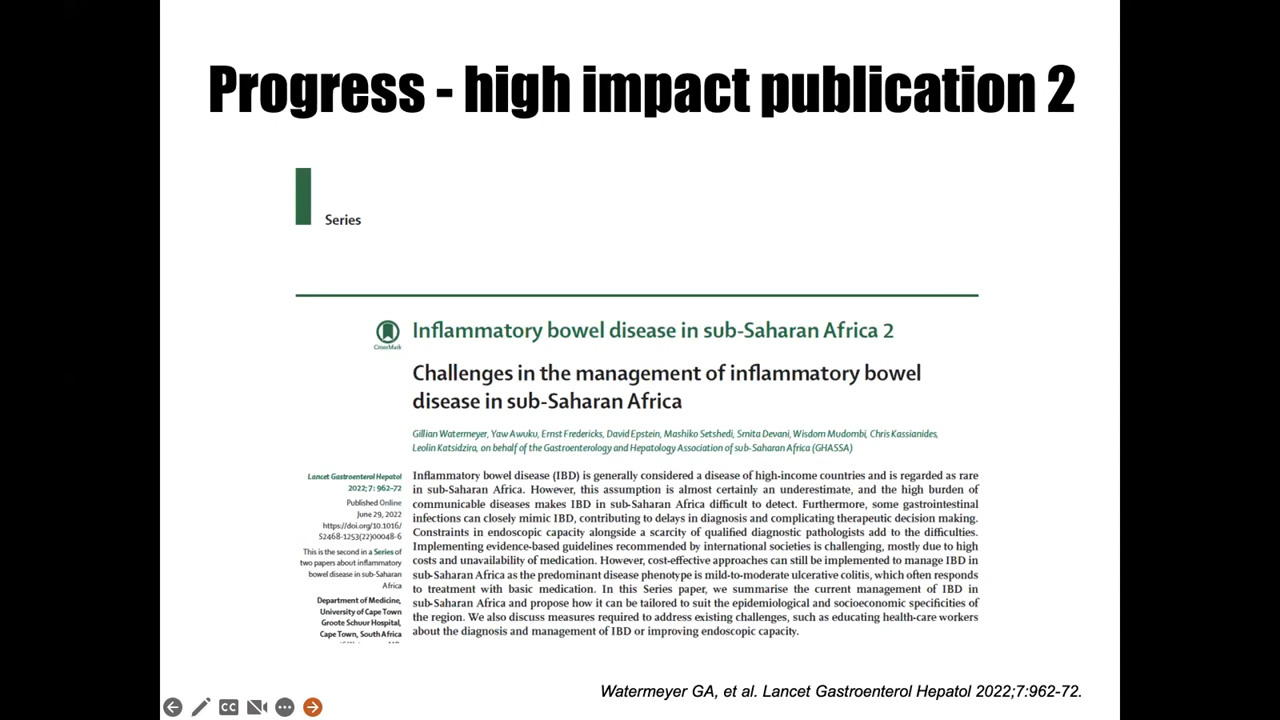 Progress - high impact publication 2
Series
CrossMark
Inflammatory bowel disease in sub-Saharan Africa 2
Challenges in the management of inflammatory bowel
disease in sub-Saharan Africa
Gillian Watermeyer, Yaw Awuku, Ernst Fredericks, David Epstein, Mashiko Setshedi, Smita Devani, Wisdom Mudombi, Chris Kassianides,
Leolin Katsidzira, on behalf of the Gastroenterology and Hepatology Association of sub-Saharan Africa (GHASSA)
Lancet Gastroenterol Hepatol
2022; 7: 962–72
Published Online
June 29, 2022
https://doi.org/10.1016/
S2468-1253(22)00048-6
This is the second in a Series of
two papers about inflammatory
bowel disease in sub-Saharan
Africa
Department of Medicine,
University of Cape Town
Groote Schuur Hospital,
Cape Town, South Africa
Inflammatory bowel disease (IBD) is generally considered a disease of high-income countries and is regarded as rare
in sub-Saharan Africa. However, this assumption is almost certainly an underestimate, and the high burden of
communicable diseases makes IBD in sub-Saharan Africa difficult to detect. Furthermore, some gastrointestinal
infections can closely mimic IBD, contributing to delays in diagnosis and complicating therapeutic decision making.
Constraints in endoscopic capacity alongside a scarcity of qualified diagnostic pathologists add to the difficulties.
Implementing evidence-based guidelines recommended by international societies is challenging, mostly due to high
costs and unavailability of medication. However, cost-effective approaches can still be implemented to manage IBD in
sub-Saharan Africa as the predominant disease phenotype is mild-to-moderate ulcerative colitis, which often responds
to treatment with basic medication. In this Series paper, we summarise the current management of IBD in
sub-Saharan Africa and propose how it can be tailored to suit the epidemiological and socioeconomic specificities of
the region. We also discuss measures required to address existing challenges, such as educating health-care workers
about the diagnosis and management of IBD or improving endoscopic capacity.
Watermeyer GA, et al. Lancet Gastroenterol Hepatol 2022;7:962-72.
CC